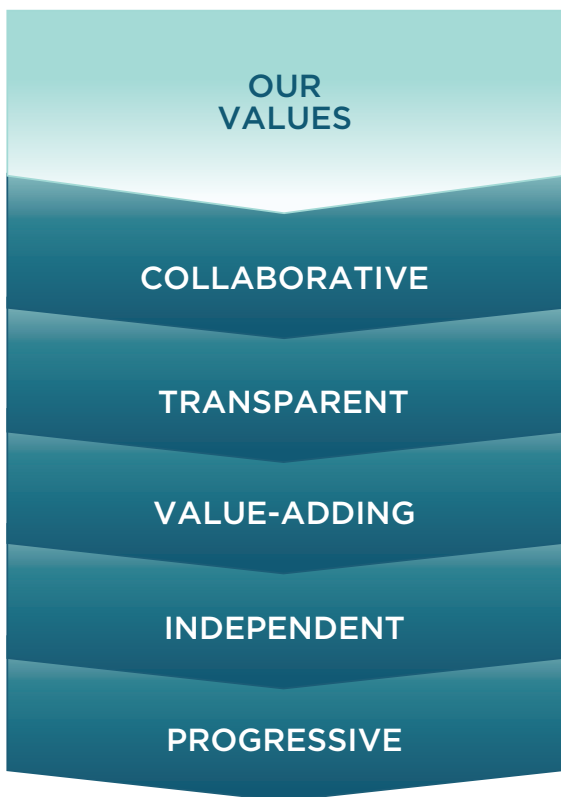 OUR
VALUES
COLLABORATIVE
TRANSPARENT
VALUE-ADDING
INDEPENDENT
PROGRESSIVE